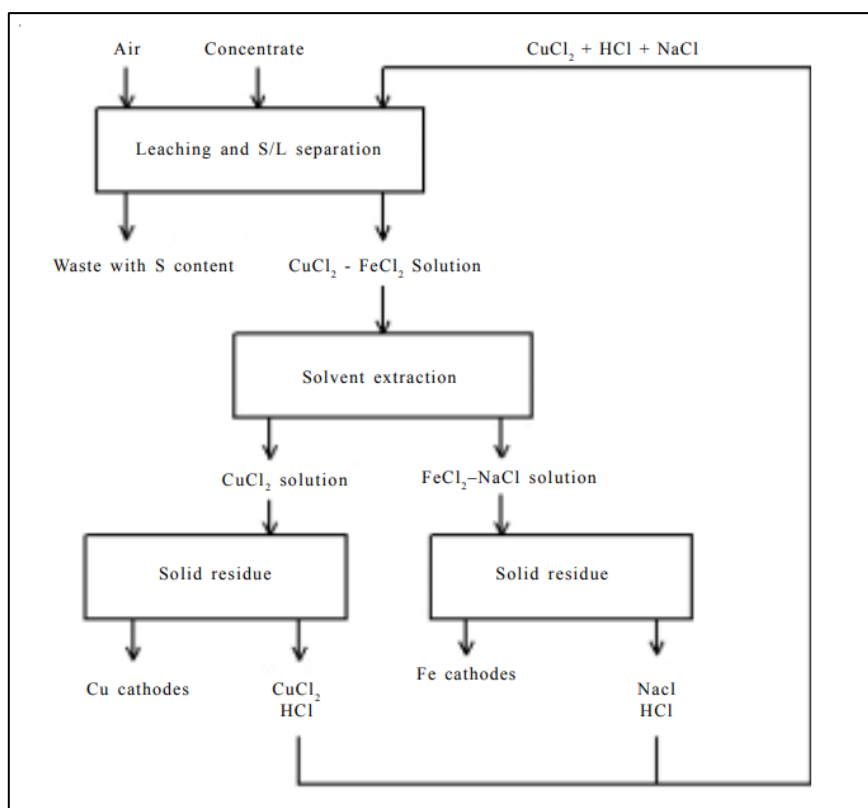 Air
Concentrate
CuCl₂ + HCl + NaCl
Leaching and S/L separation
Waste with S content
CuCl₂ - FeCl₂ Solution
Solvent extraction
CuCl₂ solution
FeCl₂–NaCl solution
Solid residue
Solid residue
Cu cathodes
CuCl₂
HCl
Fe cathodes
Nacl
HCl